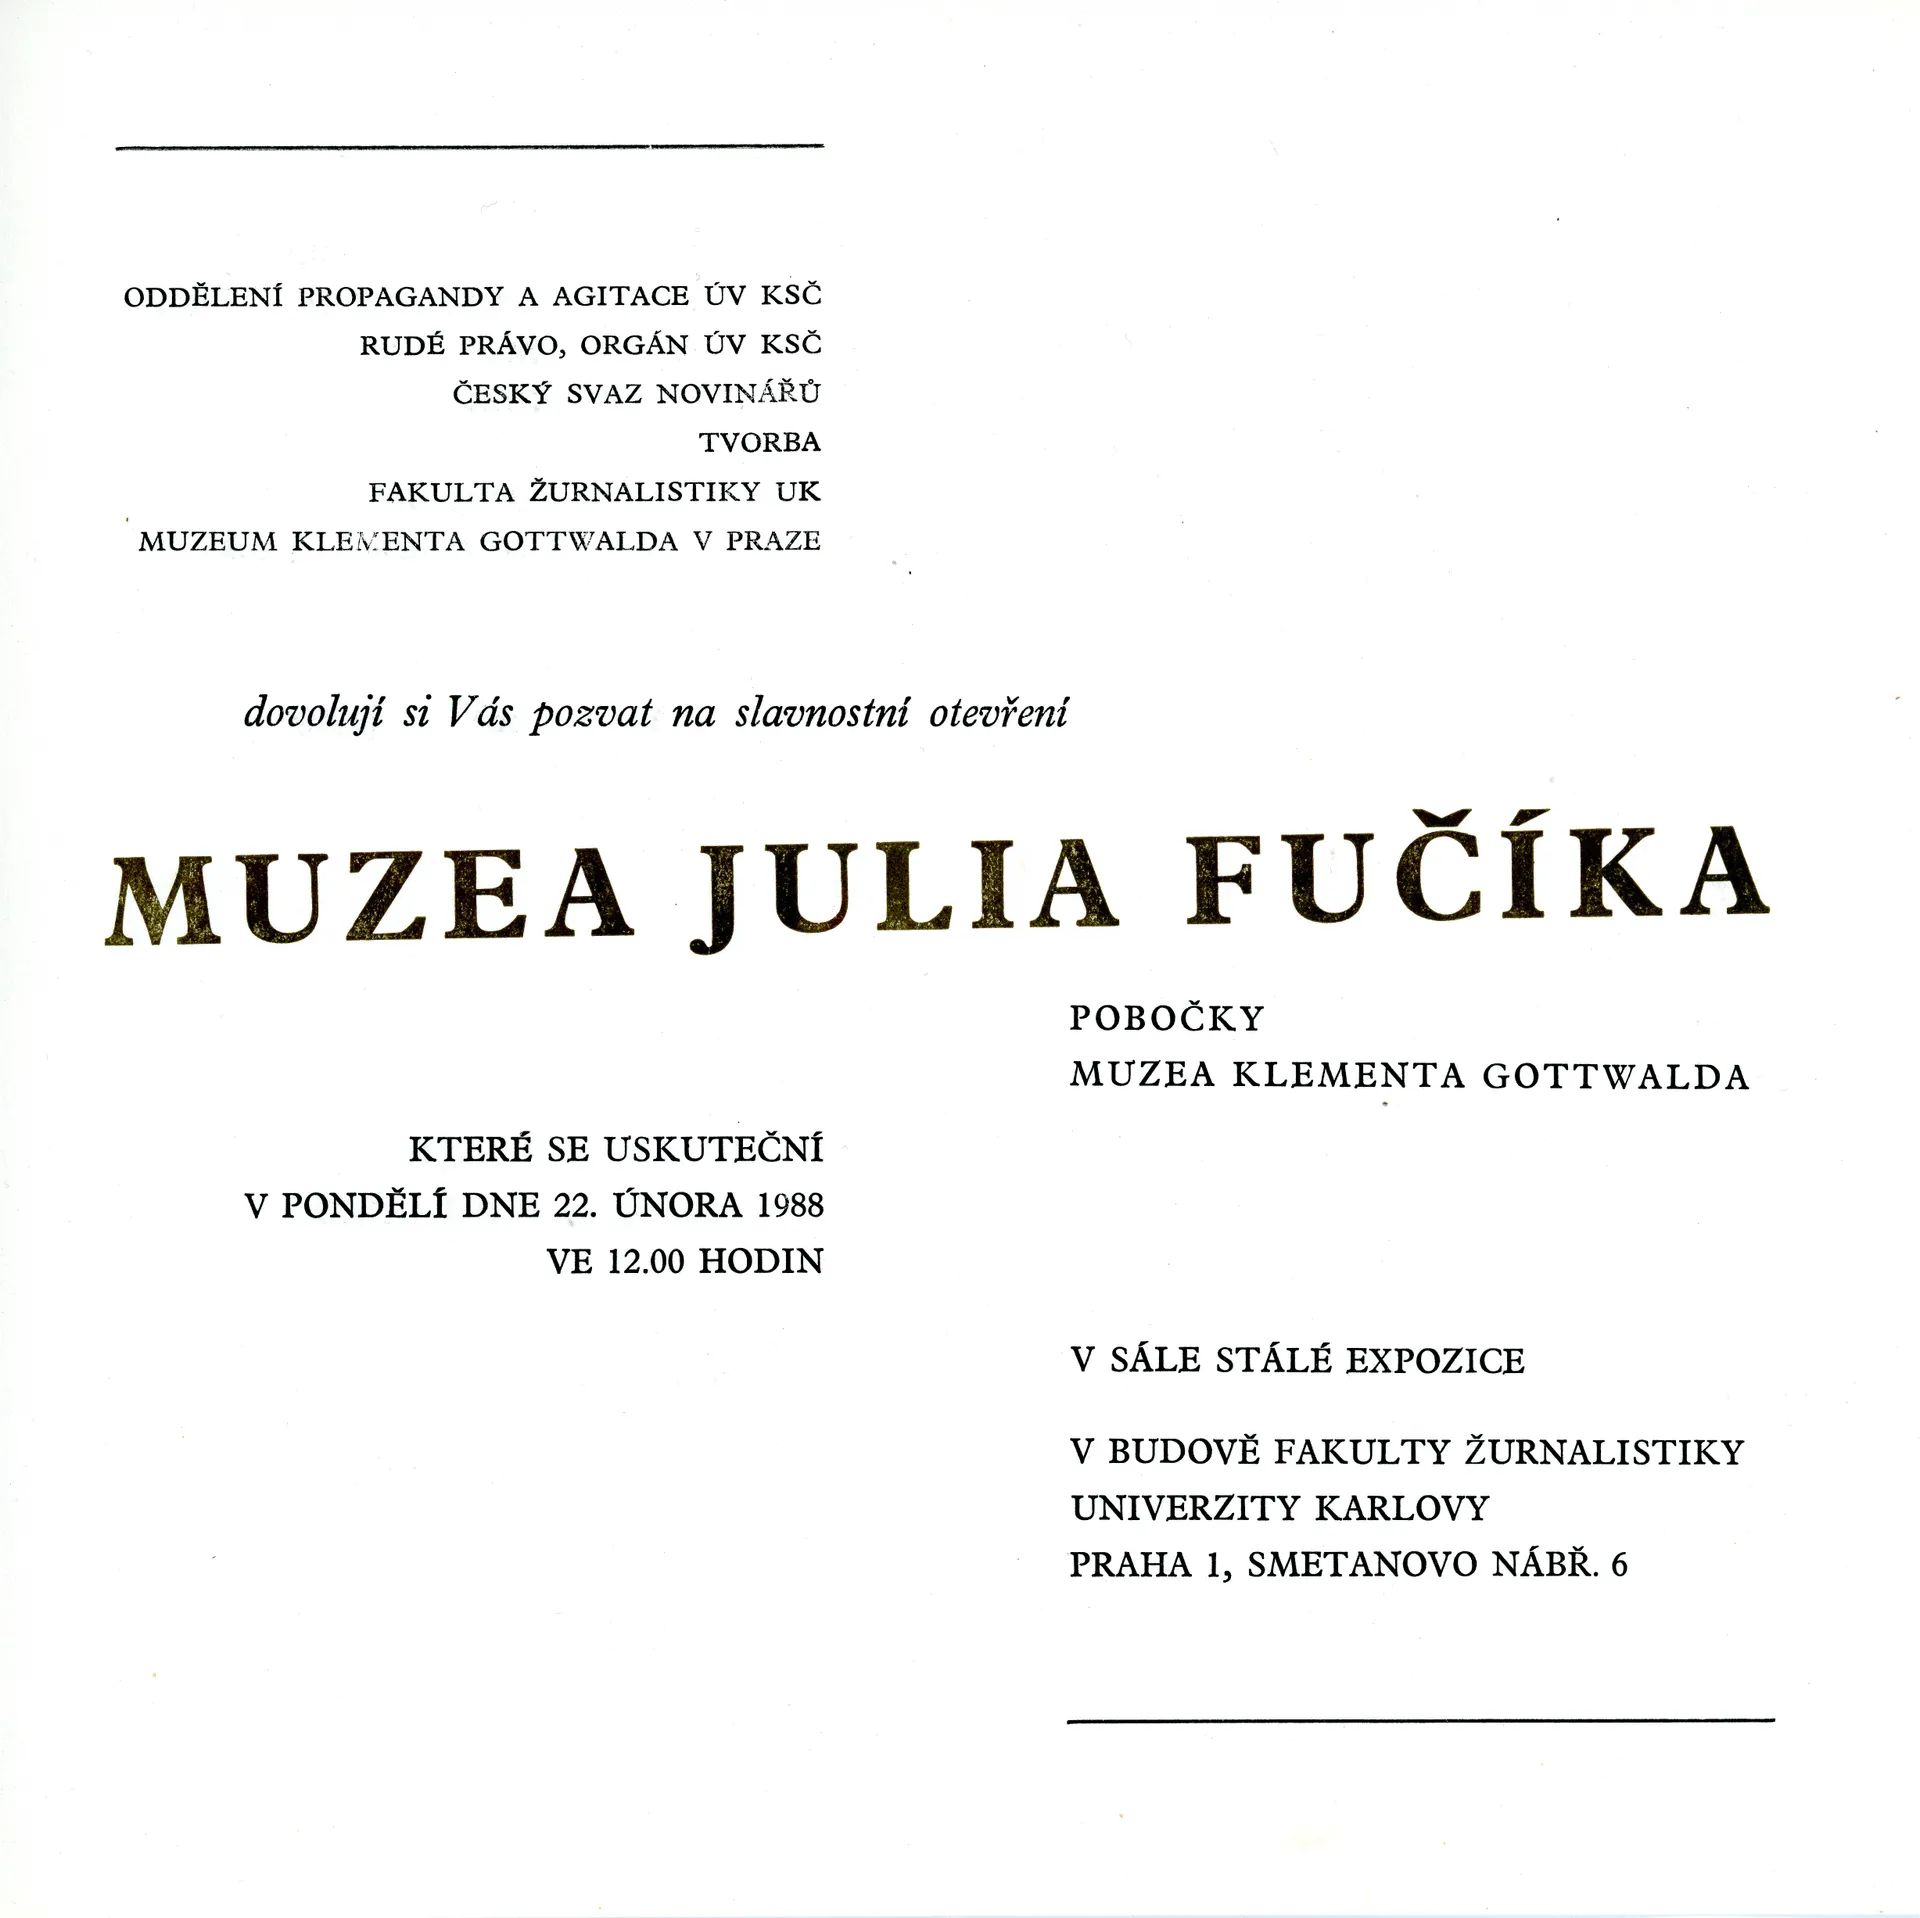 ODDĚLENÍ PROPAGANDY A AGITACE ÚV KSČ
RUDÉ PRÁVO, ORGÁN ÚV KSČ
ČESKÝ SVAZ NOVINÁŘŮ
TVORBA
FAKULTA ŽURNALISTIKY UK
MUZEUM KLEMENTA GOTTWALDA V PRAZE
dovolují si Vás pozvat na slavnostní otevření
MUZEA JULIA FUČÍKA
POBOČKY
MUZEA KLEMENTA GOTTWALDA
KTERÉ SE USKUTEČNÍ
V PONDĚLÍ DNE 22. ÚNORA 1988
VE 12.00 HODIN
V SÁLE STÁLÉ EXPOZICE
V BUDOVĚ FAKULTY ŽURNALISTIKY
UNIVERZITY KARLOVY
PRAHA 1, SMETANOVO NÁBŘ. 6